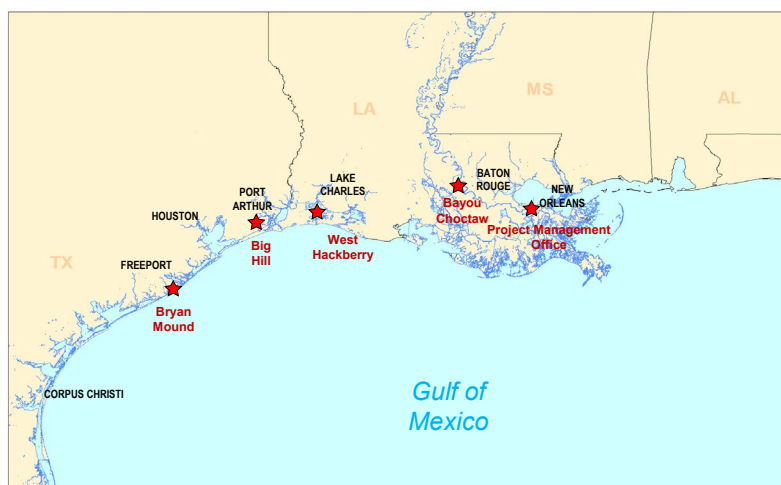 MS
AL
LA
LAKE
CHARLES
BATON
ROUGE
PORT
ARTHUR
NEW
ORLEANS
HOUSTON
Bayou
Choctaw
Project Management
Office
Big
Hill
West
Hackberry
TX
FREEPORT
Bryan
Mound
CORPUS CHRISTI
Gulf of
Mexico